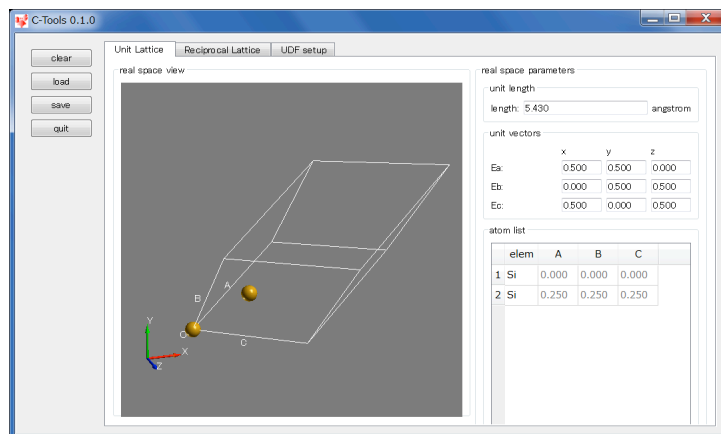 C-Tools 0.1.0
clear
load
save
quit
Unit Lattice Reciprocal Lattice UDF setup
real space view
A
B
C
C
Y
X
Z
real space parameters
unit length
length: 5.430 angstrom
unit vectors
x y z
Ea: 0.500 0.500 0.000
Eb: 0.000 0.500 0.500
Ec: 0.500 0.000 0.500
atom list
elem A B C
1 Si 0.000 0.000 0.000
2 Si 0.250 0.250 0.250